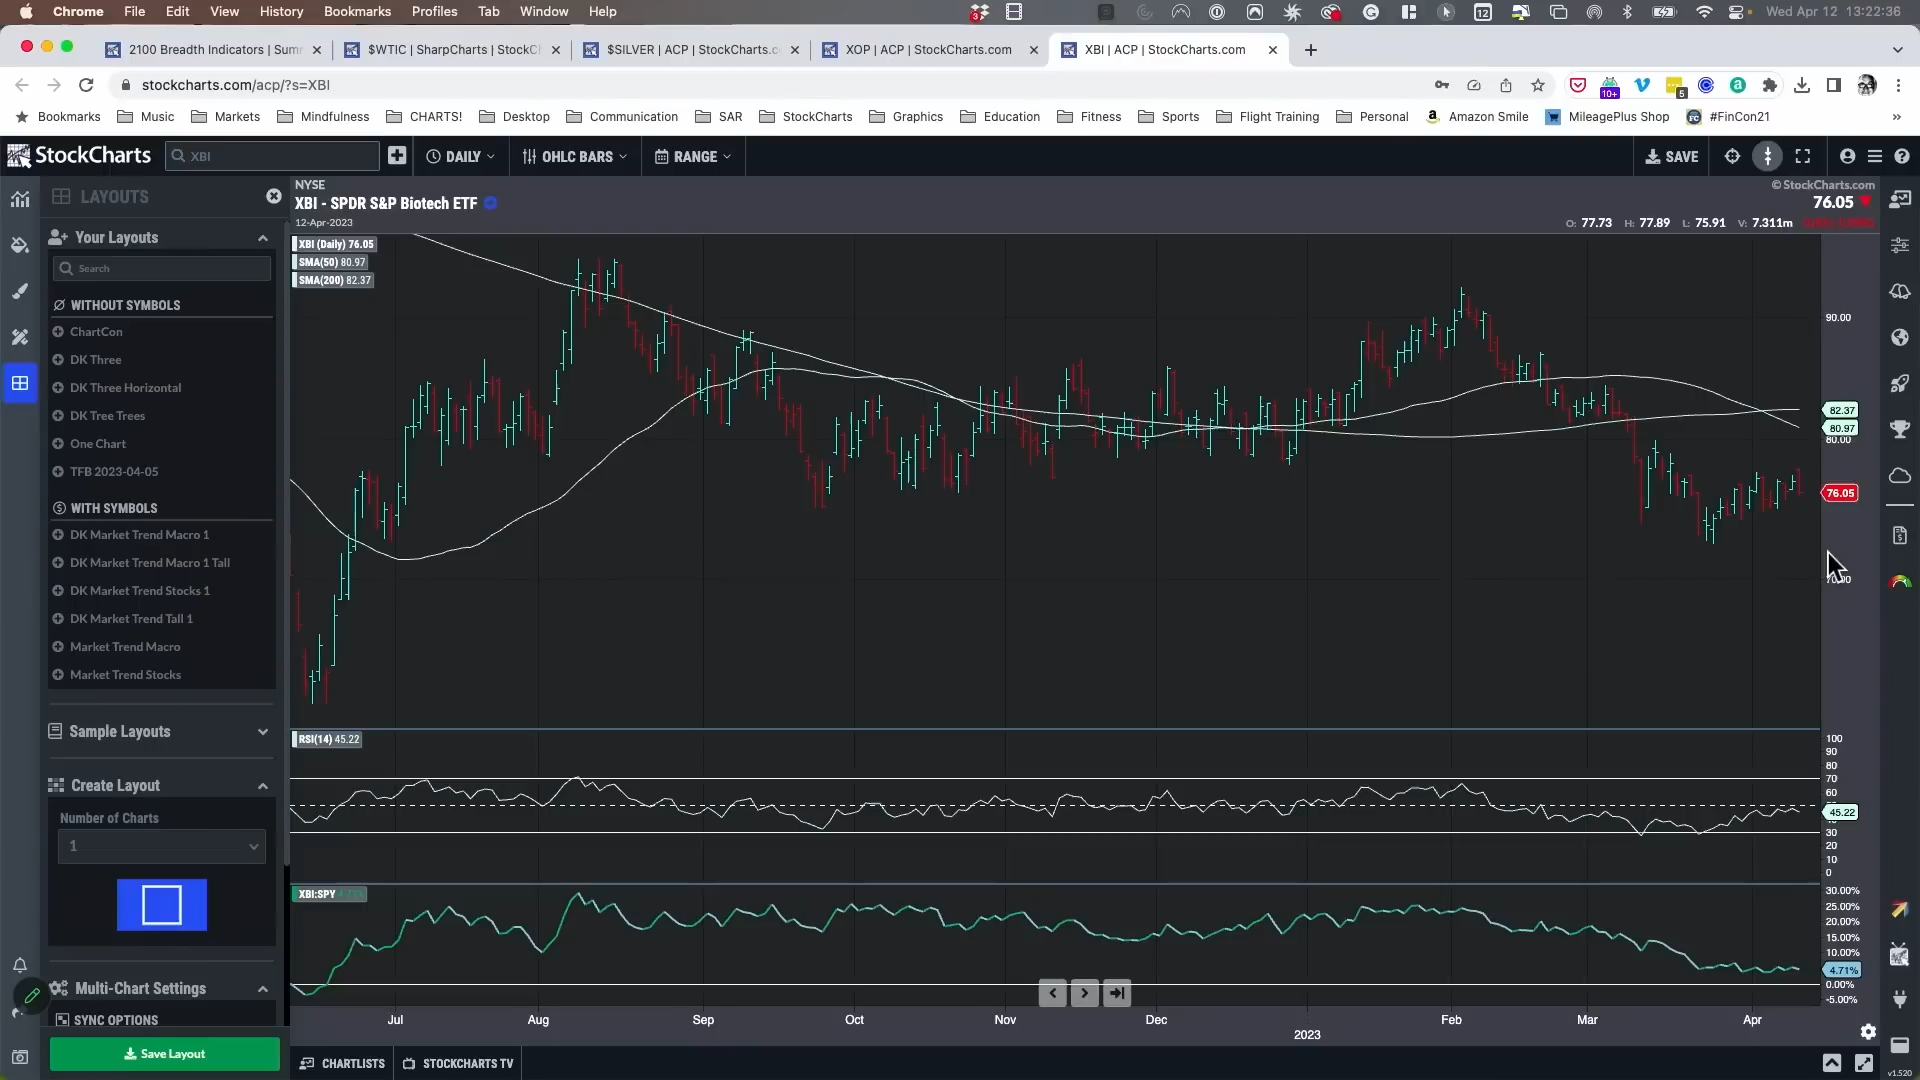 Chrome File Edit View History Bookmarks Profiles Tab Window Help 3 12 Wed Apr 12 13:22:36
2100 Breadth Indicators | Sum $WTIC | SharpCharts | StockC $SILVER | ACP | StockCharts.c XOP | ACP | StockCharts.com XBI | ACP | StockCharts.com
stockcharts.com/acp/?s=XBI 10+ 5
Bookmarks Music Markets Mindfulness CHARTS! Desktop Communication SAR StockCharts Graphics Education Fitness Sports Flight Training Personal Amazon Smile MileagePlus Shop #FinCon21 »
StockCharts XBI DAILY OHLC BARS RANGE SAVE
LAYOUTS
Your Layouts
Search
WITHOUT SYMBOLS
ChartCon
DK Three
DK Three Horizontal
DK Tree Trees
One Chart
TFB 2023-04-05
WITH SYMBOLS
DK Market Trend Macro 1
DK Market Trend Macro 1 Tall
DK Market Trend Stocks 1
DK Market Trend Tall 1
Market Trend Macro
Market Trend Stocks
Sample Layouts
Create Layout
Number of Charts
1
Multi-Chart Settings
SYNC OPTIONS
Save Layout
NYSE
© StockCharts.com
XBI - SPDR S&P Biotech ETF
76.05
12-Apr-2023
O: 77.73 H: 77.89 L: 75.91 V: 7.311m
XBI (Daily) 76.05
SMA(50) 80.97
SMA(200) 82.37
90.00
82.37
80.97
80.00
76.05
RSI(14) 45.22
100
90
80
70
60
45.22
30
20
10
0
XBI:SPY 4.71%
30.00%
25.00%
20.00%
15.00%
10.00%
4.71%
0.00%
-5.00%
Jul Aug Sep Oct Nov Dec 2023 Feb Mar Apr
CHARTLISTS STOCKCHARTS TV
v1.520